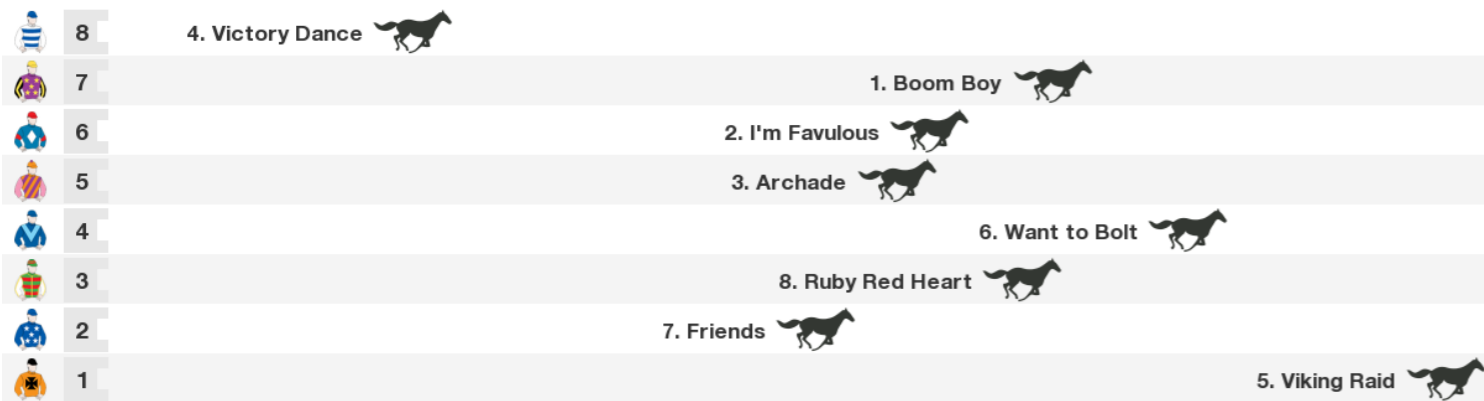 8 4. Victory Dance
7 1. Boom Boy
6 2. I'm Favulous
5 3. Archade
4 6. Want to Bolt
3 8. Ruby Red Heart
2 7. Friends
1 5. Viking Raid